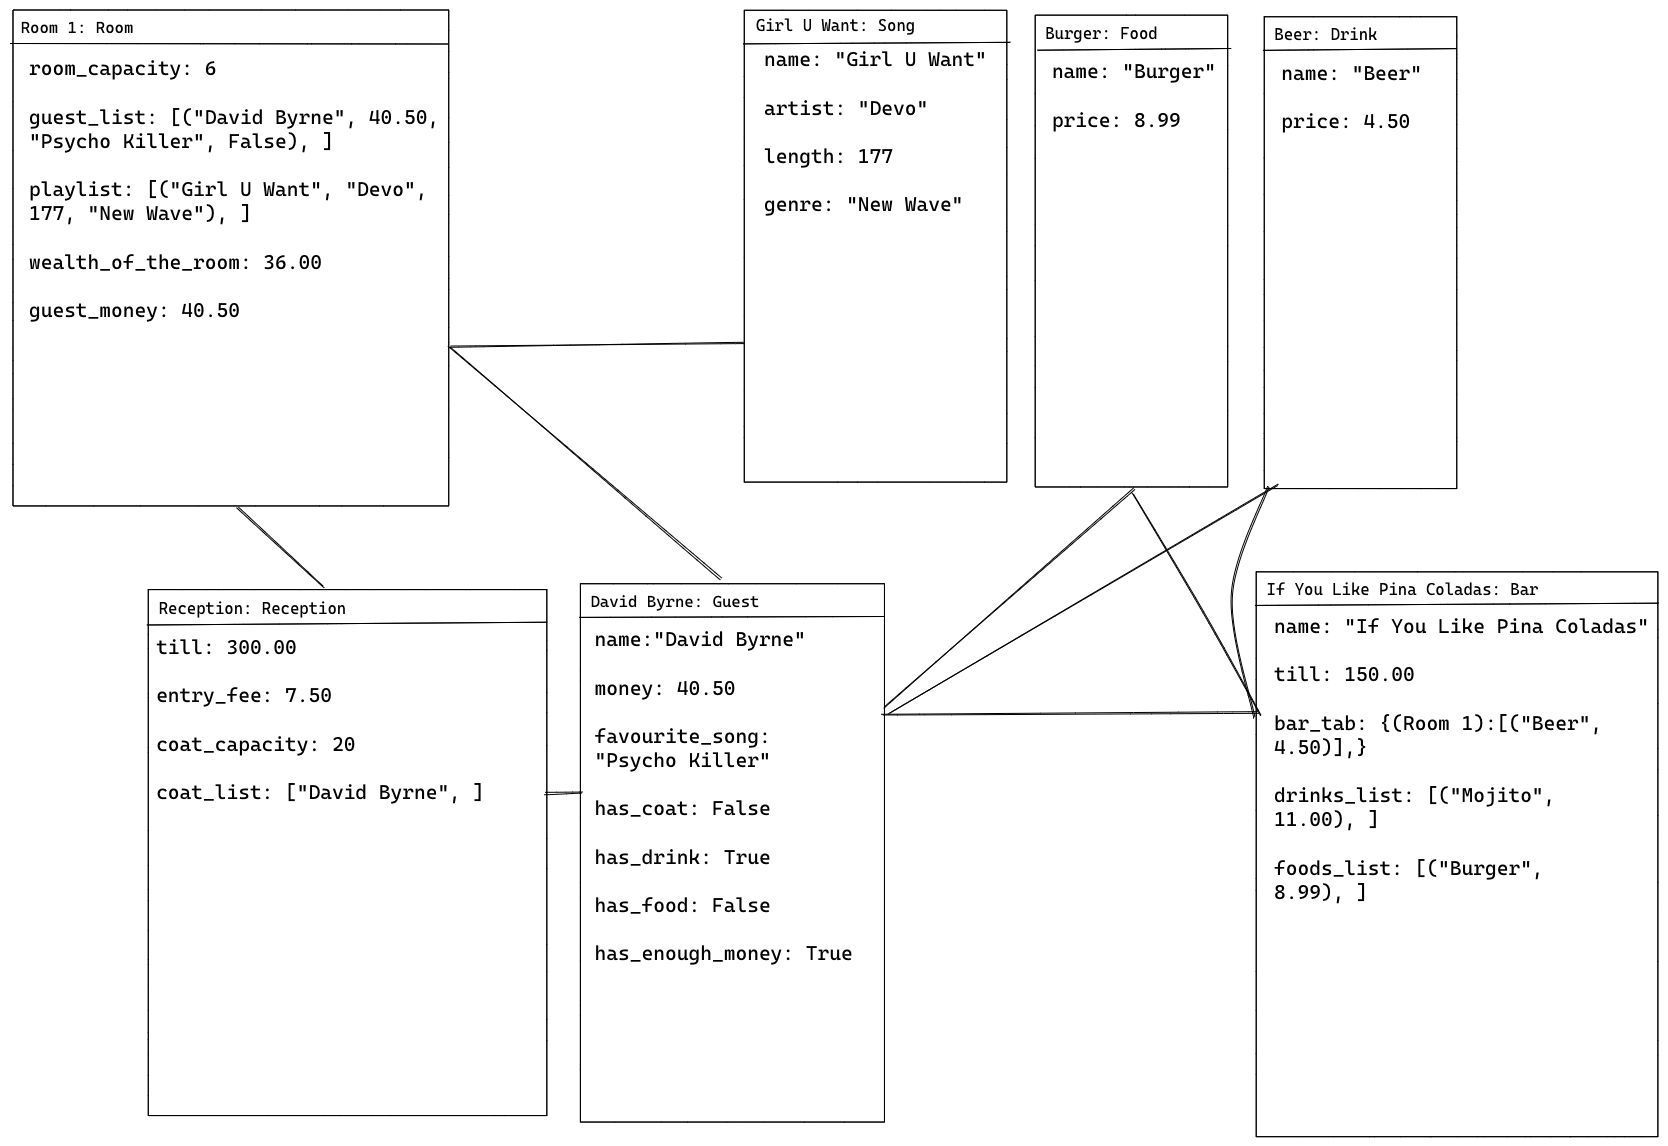 Room 1: Room
room_capacity: 6
guest_list: [("David Byrne", 40.50,
"Psycho Killer", False), ]
playlist: [("Girl U Want", "Devo",
177, "New Wave"), ]
wealth_of_the_room: 36.00
guest_money: 40.50
Girl U Want: Song
name: "Girl U Want"
artist: "Devo"
length: 177
genre: "New Wave"
Burger: Food
name: "Burger"
price: 8.99
Beer: Drink
name: "Beer"
price: 4.50
Reception: Reception
till: 300.00
entry_fee: 7.50
coat_capacity: 20
coat_list: ["David Byrne", ]
David Byrne: Guest
name:"David Byrne"
money: 40.50
favourite_song:
"Psycho Killer"
has_coat: False
has_drink: True
has_food: False
has_enough_money: True
If You Like Pina Coladas: Bar
name: "If You Like Pina Coladas"
till: 150.00
bar_tab: {(Room 1):[("Beer",
4.50)],}
drinks_list: [("Mojito",
11.00), ]
foods_list: [("Burger",
8.99), ]